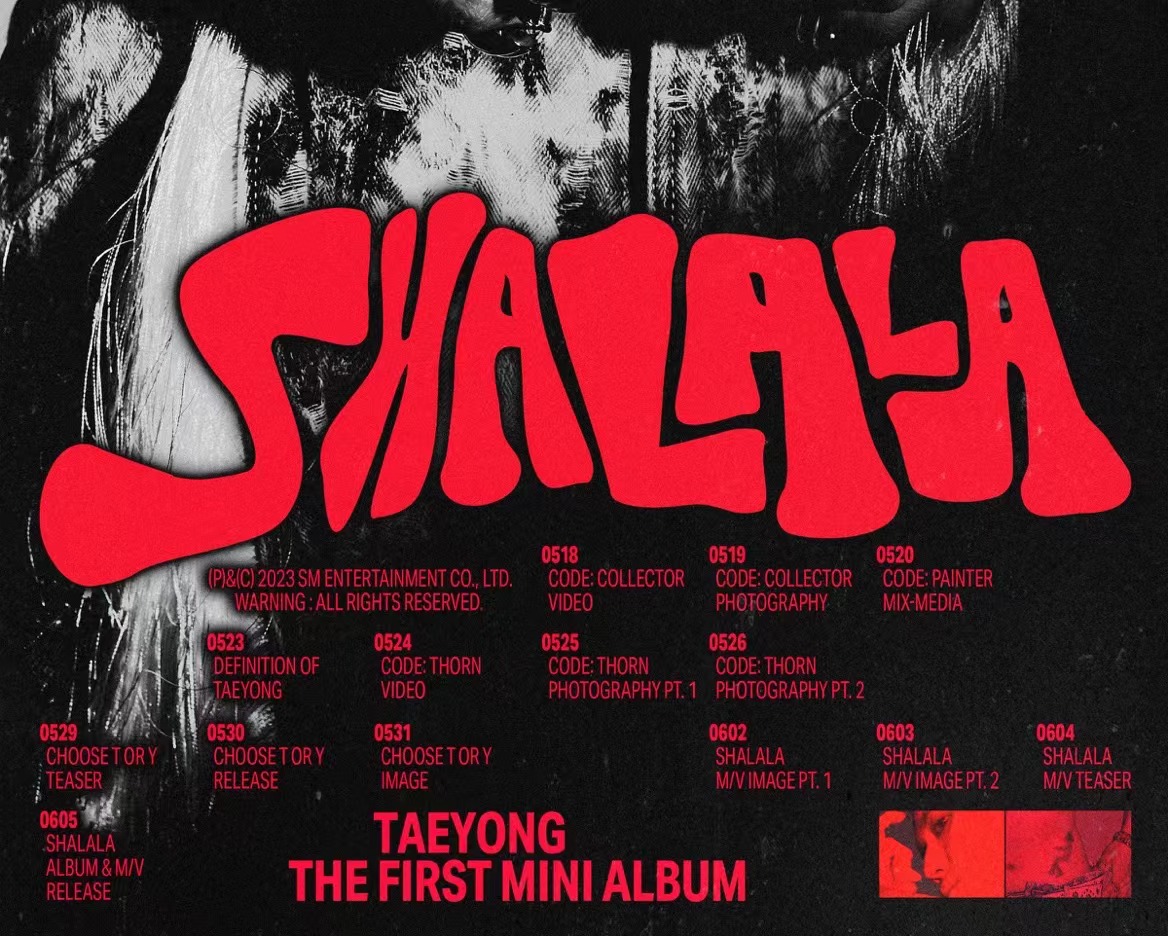 SHALALA
(P)&(C) 2023 SM ENTERTAINMENT CO., LTD.
WARNING : ALL RIGHTS RESERVED.
0518
CODE: COLLECTOR
VIDEO
0519
CODE: COLLECTOR
PHOTOGRAPHY
0520
CODE: PAINTER
MIX-MEDIA
0523
DEFINITION OF
TAEYONG
0524
CODE: THORN
VIDEO
0525
CODE: THORN
PHOTOGRAPHY PT. 1
0526
CODE: THORN
PHOTOGRAPHY PT. 2
0529
CHOOSE T OR Y
TEASER
0530
CHOOSE T OR Y
RELEASE
0531
CHOOSE T OR Y
IMAGE
0602
SHALALA
M/V IMAGE PT. 1
0603
SHALALA
M/V IMAGE PT. 2
0604
SHALALA
M/V TEASER
0605
SHALALA
ALBUM & M/V
RELEASE
TAEYONG
THE FIRST MINI ALBUM